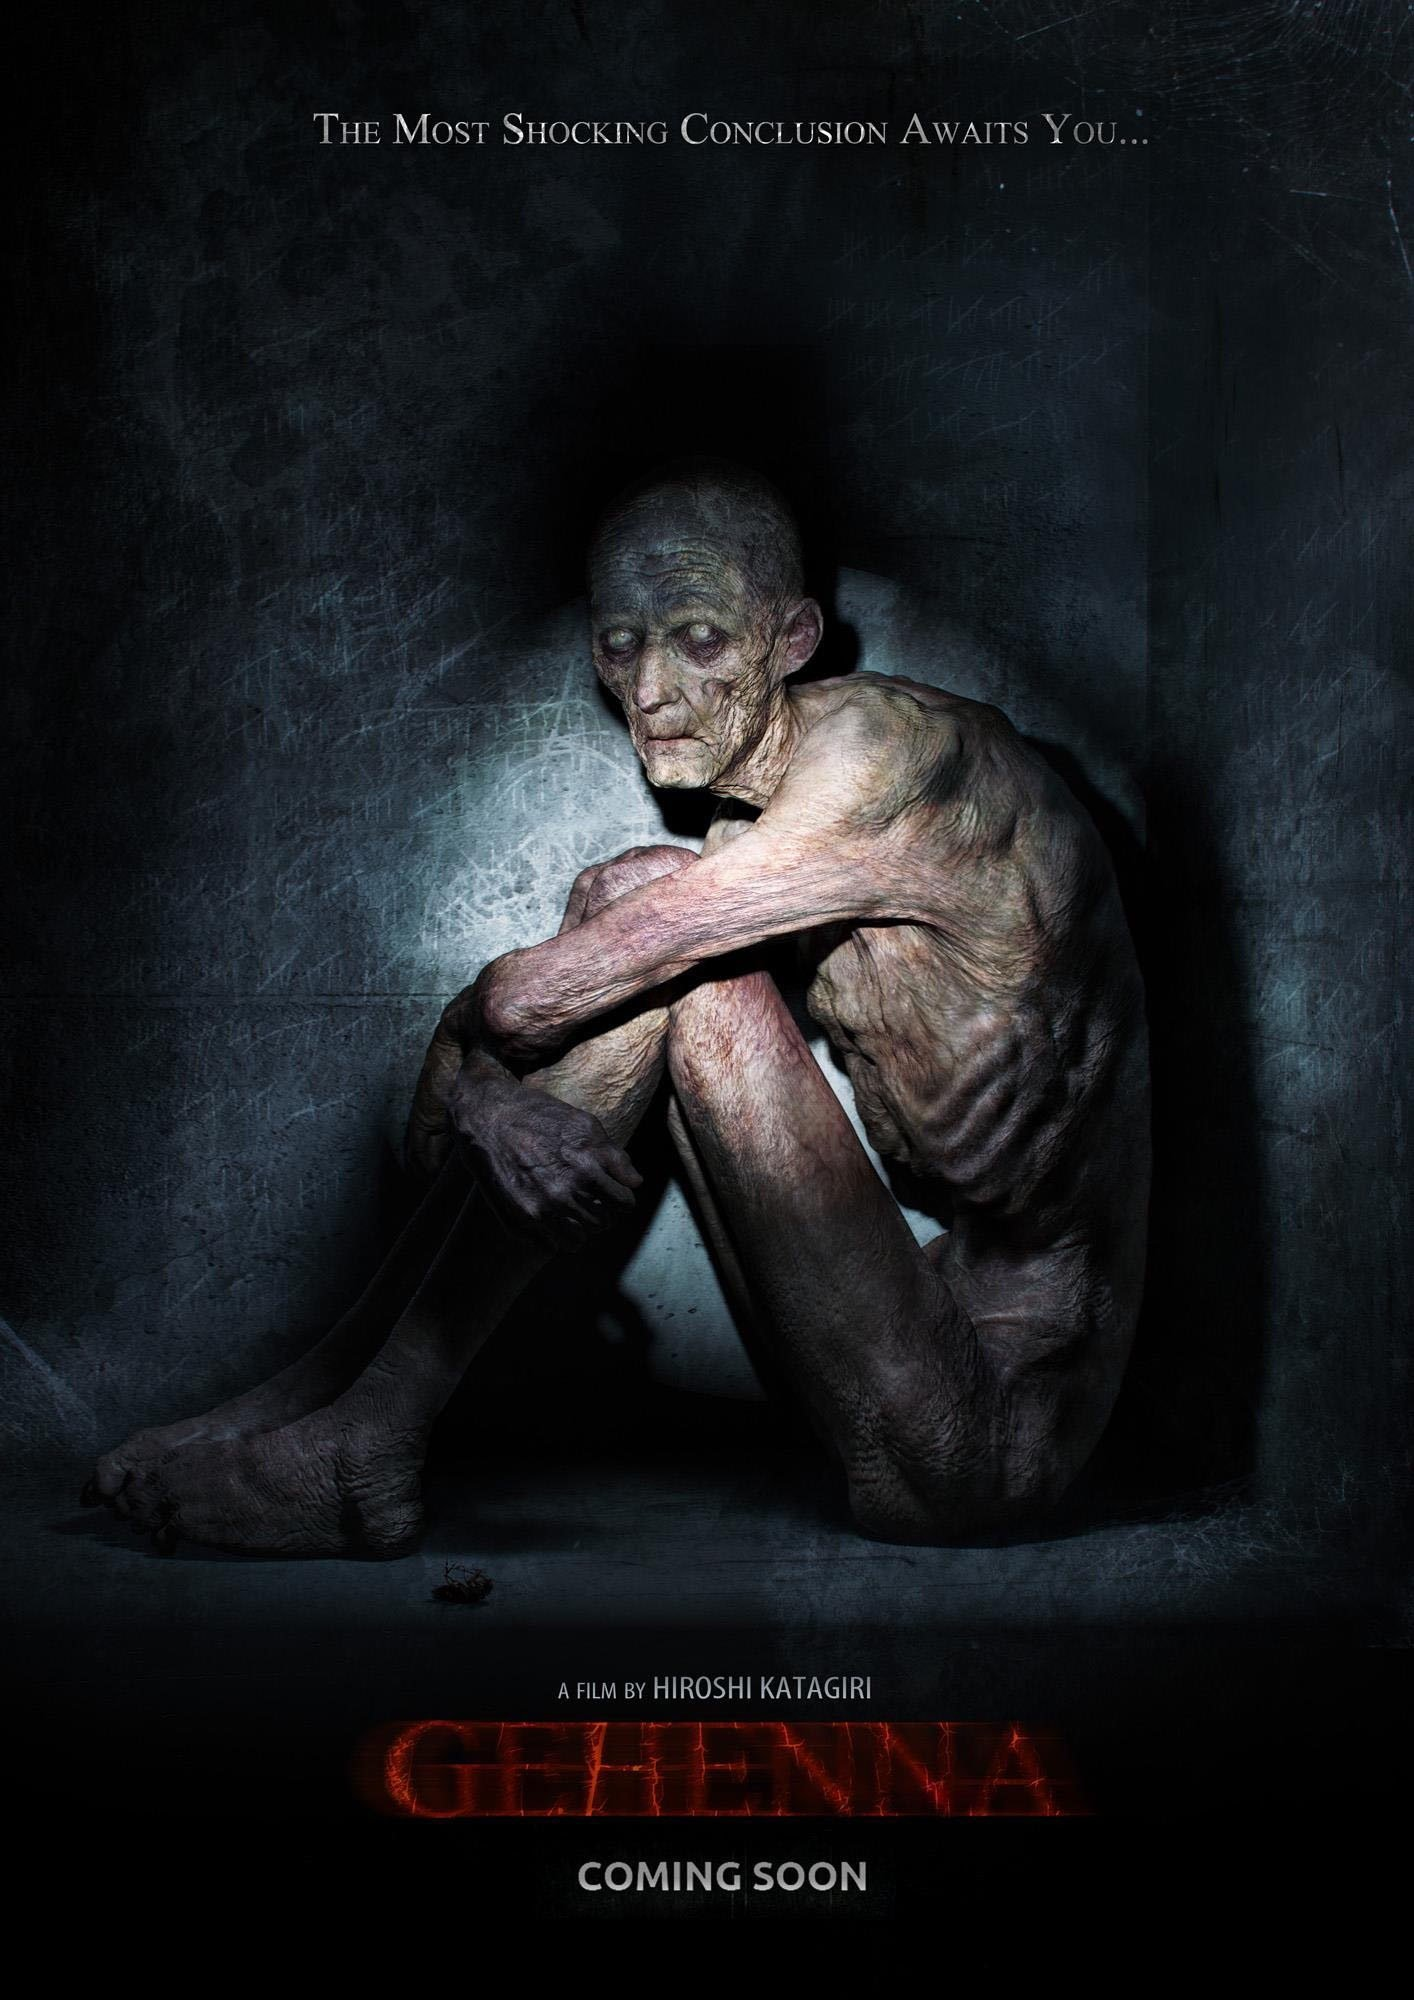 The Most Shocking Conclusion Awaits You...
A FILM BY HIROSHI KATAGIRI
GEHENNA
COMING SOON